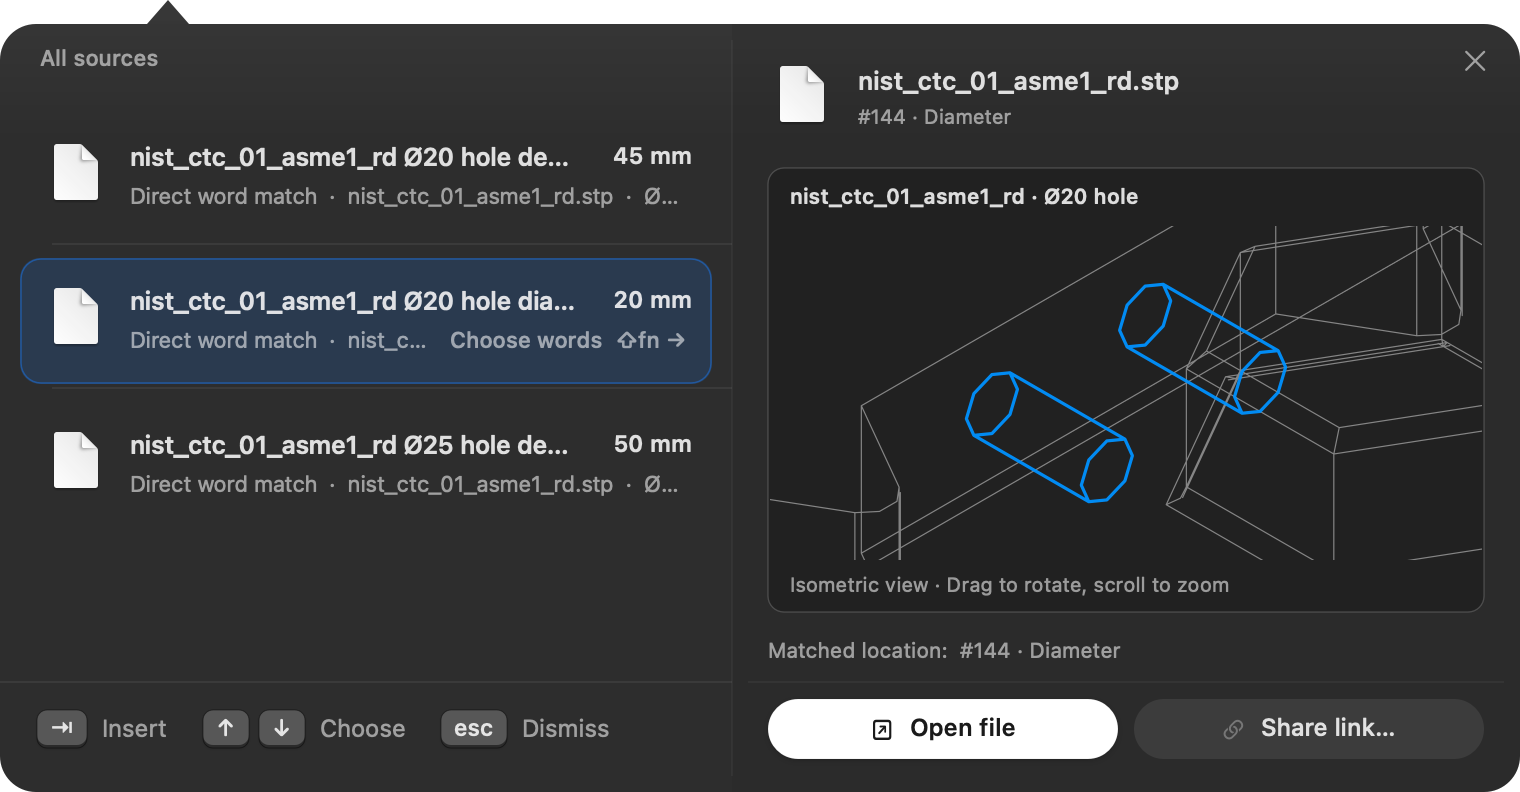 All sources
nist_ctc_01_asme1_rd Ø20 hole de... 45 mm
Direct word match · nist_ctc_01_asme1_rd.stp · Ø...
nist_ctc_01_asme1_rd Ø20 hole dia... 20 mm
Direct word match · nist_c... Choose words ⇧fn →
nist_ctc_01_asme1_rd Ø25 hole de... 50 mm
Direct word match · nist_ctc_01_asme1_rd.stp · Ø...
⇥ Insert ↑ ↓ Choose esc Dismiss
nist_ctc_01_asme1_rd.stp
#144 · Diameter
nist_ctc_01_asme1_rd · Ø20 hole
Isometric view · Drag to rotate, scroll to zoom
Matched location: #144 · Diameter
Open file
Share link...